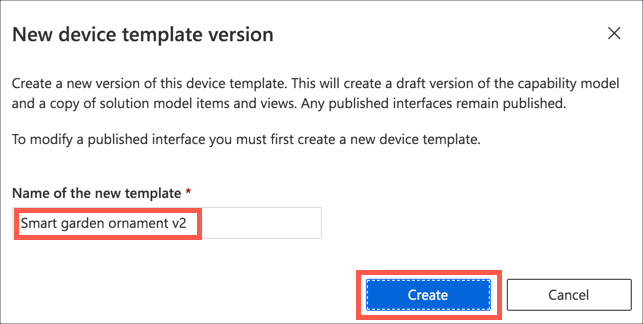 New device template version
Create a new version of this device template. This will create a draft version of the capability model
and a copy of solution model items and views. Any published interfaces remain published.
To modify a published interface you must first create a new device template.
Name of the new template *
Smart garden ornament v2
Create
Cancel